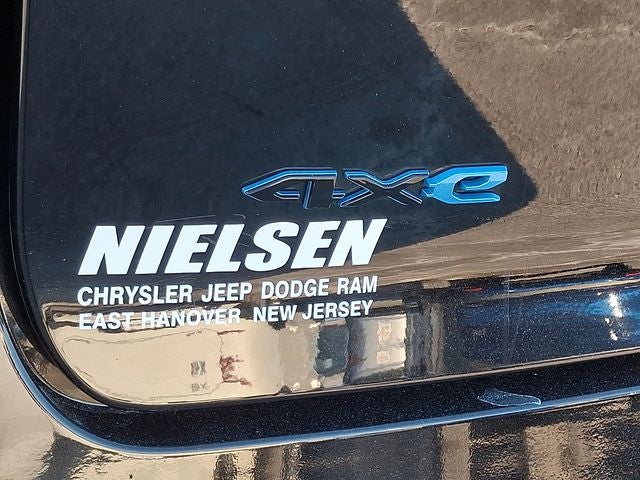 4xe
NIELSEN
CHRYSLER JEEP DODGE RAM
EAST HANOVER NEW JERSEY